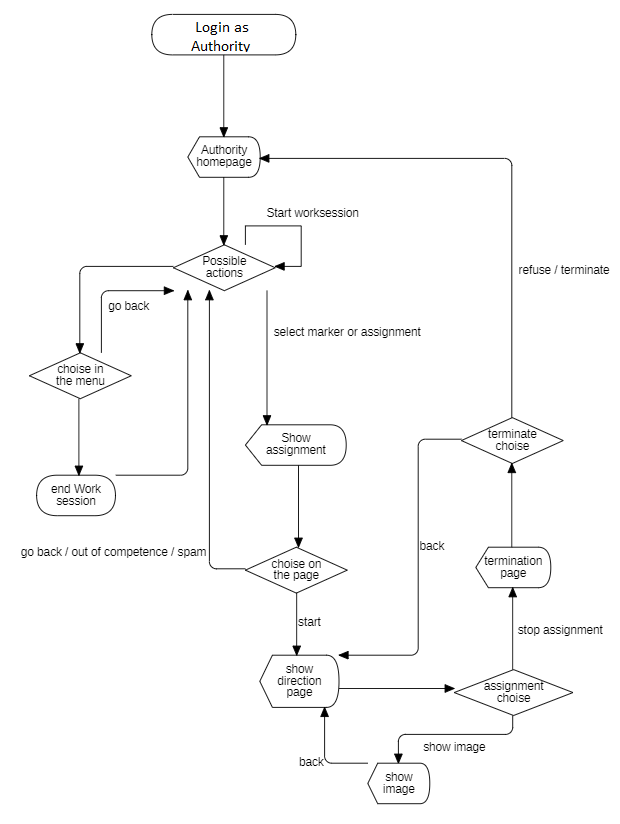 Login as
Authority
Authority
homepage
Start worksession
Possible
actions
refuse / terminate
go back
select marker or assignment
choise in
the menu
terminate
choise
Show
assignment
end Work
session
back
go back / out of competence / spam
choise on
the page
termination
page
start
stop assignment
show
direction
page
assignment
choise
show image
back
show
image